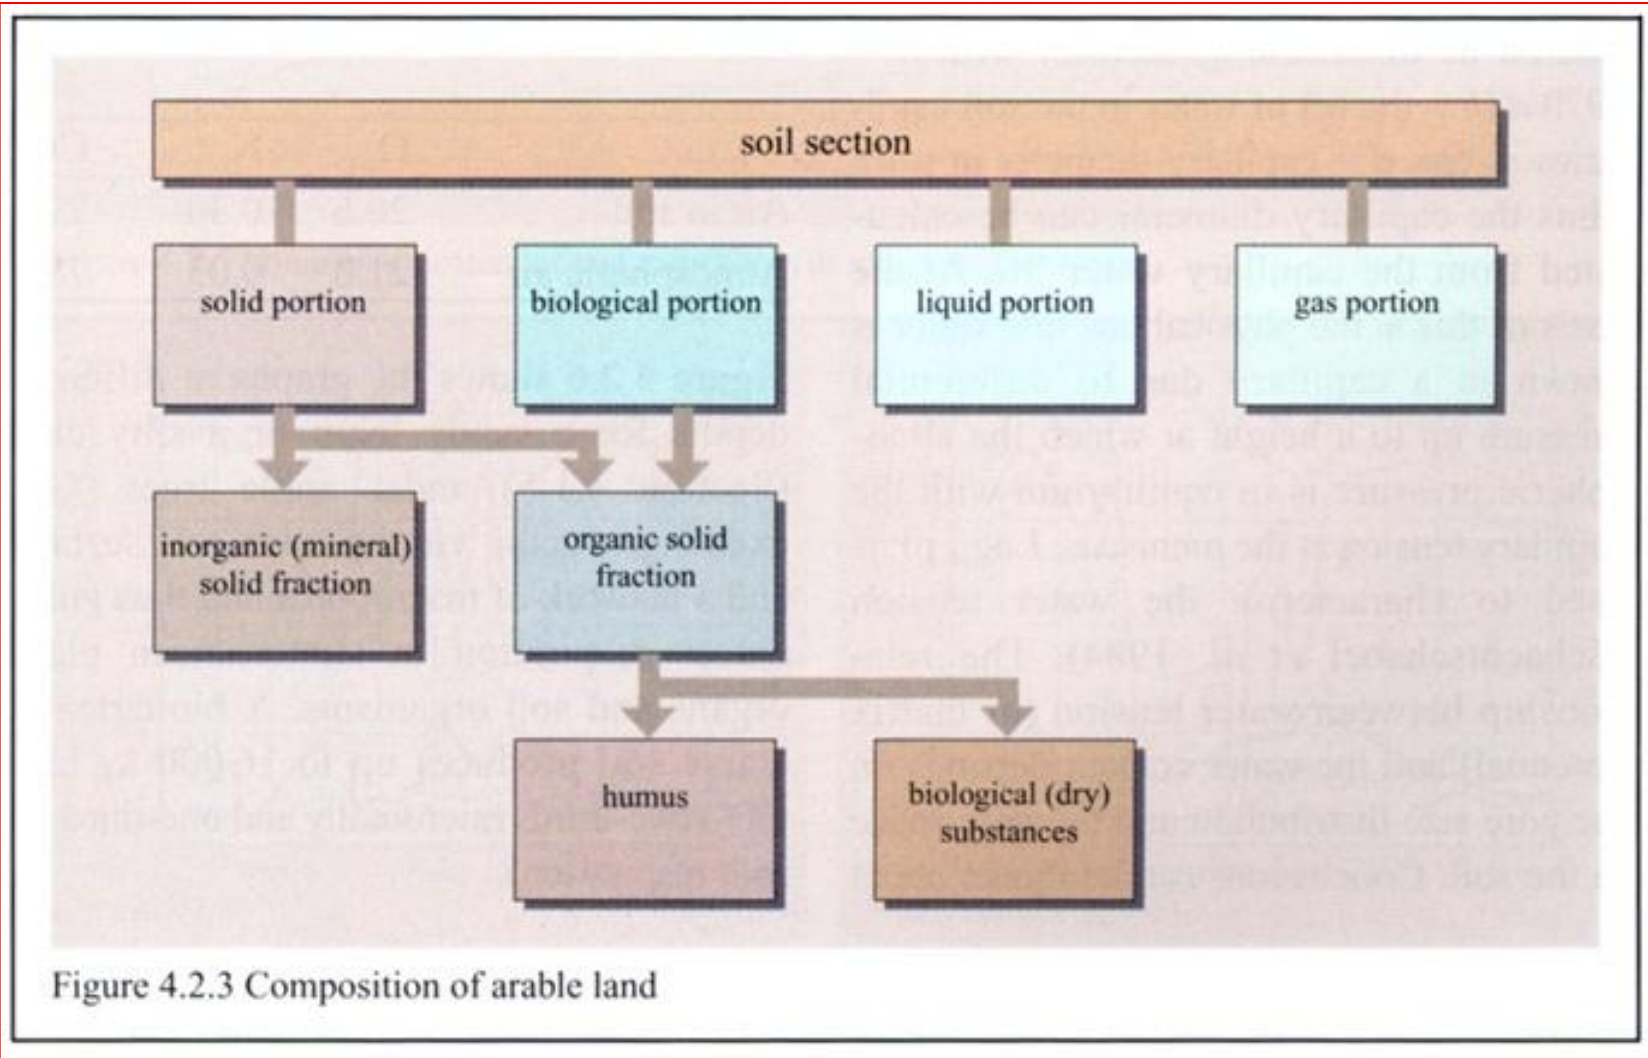 soil section
solid portion
biological portion
liquid portion
gas portion
inorganic (mineral)
solid fraction
organic solid
fraction
humus
biological (dry)
substances
Figure 4.2.3 Composition of arable land